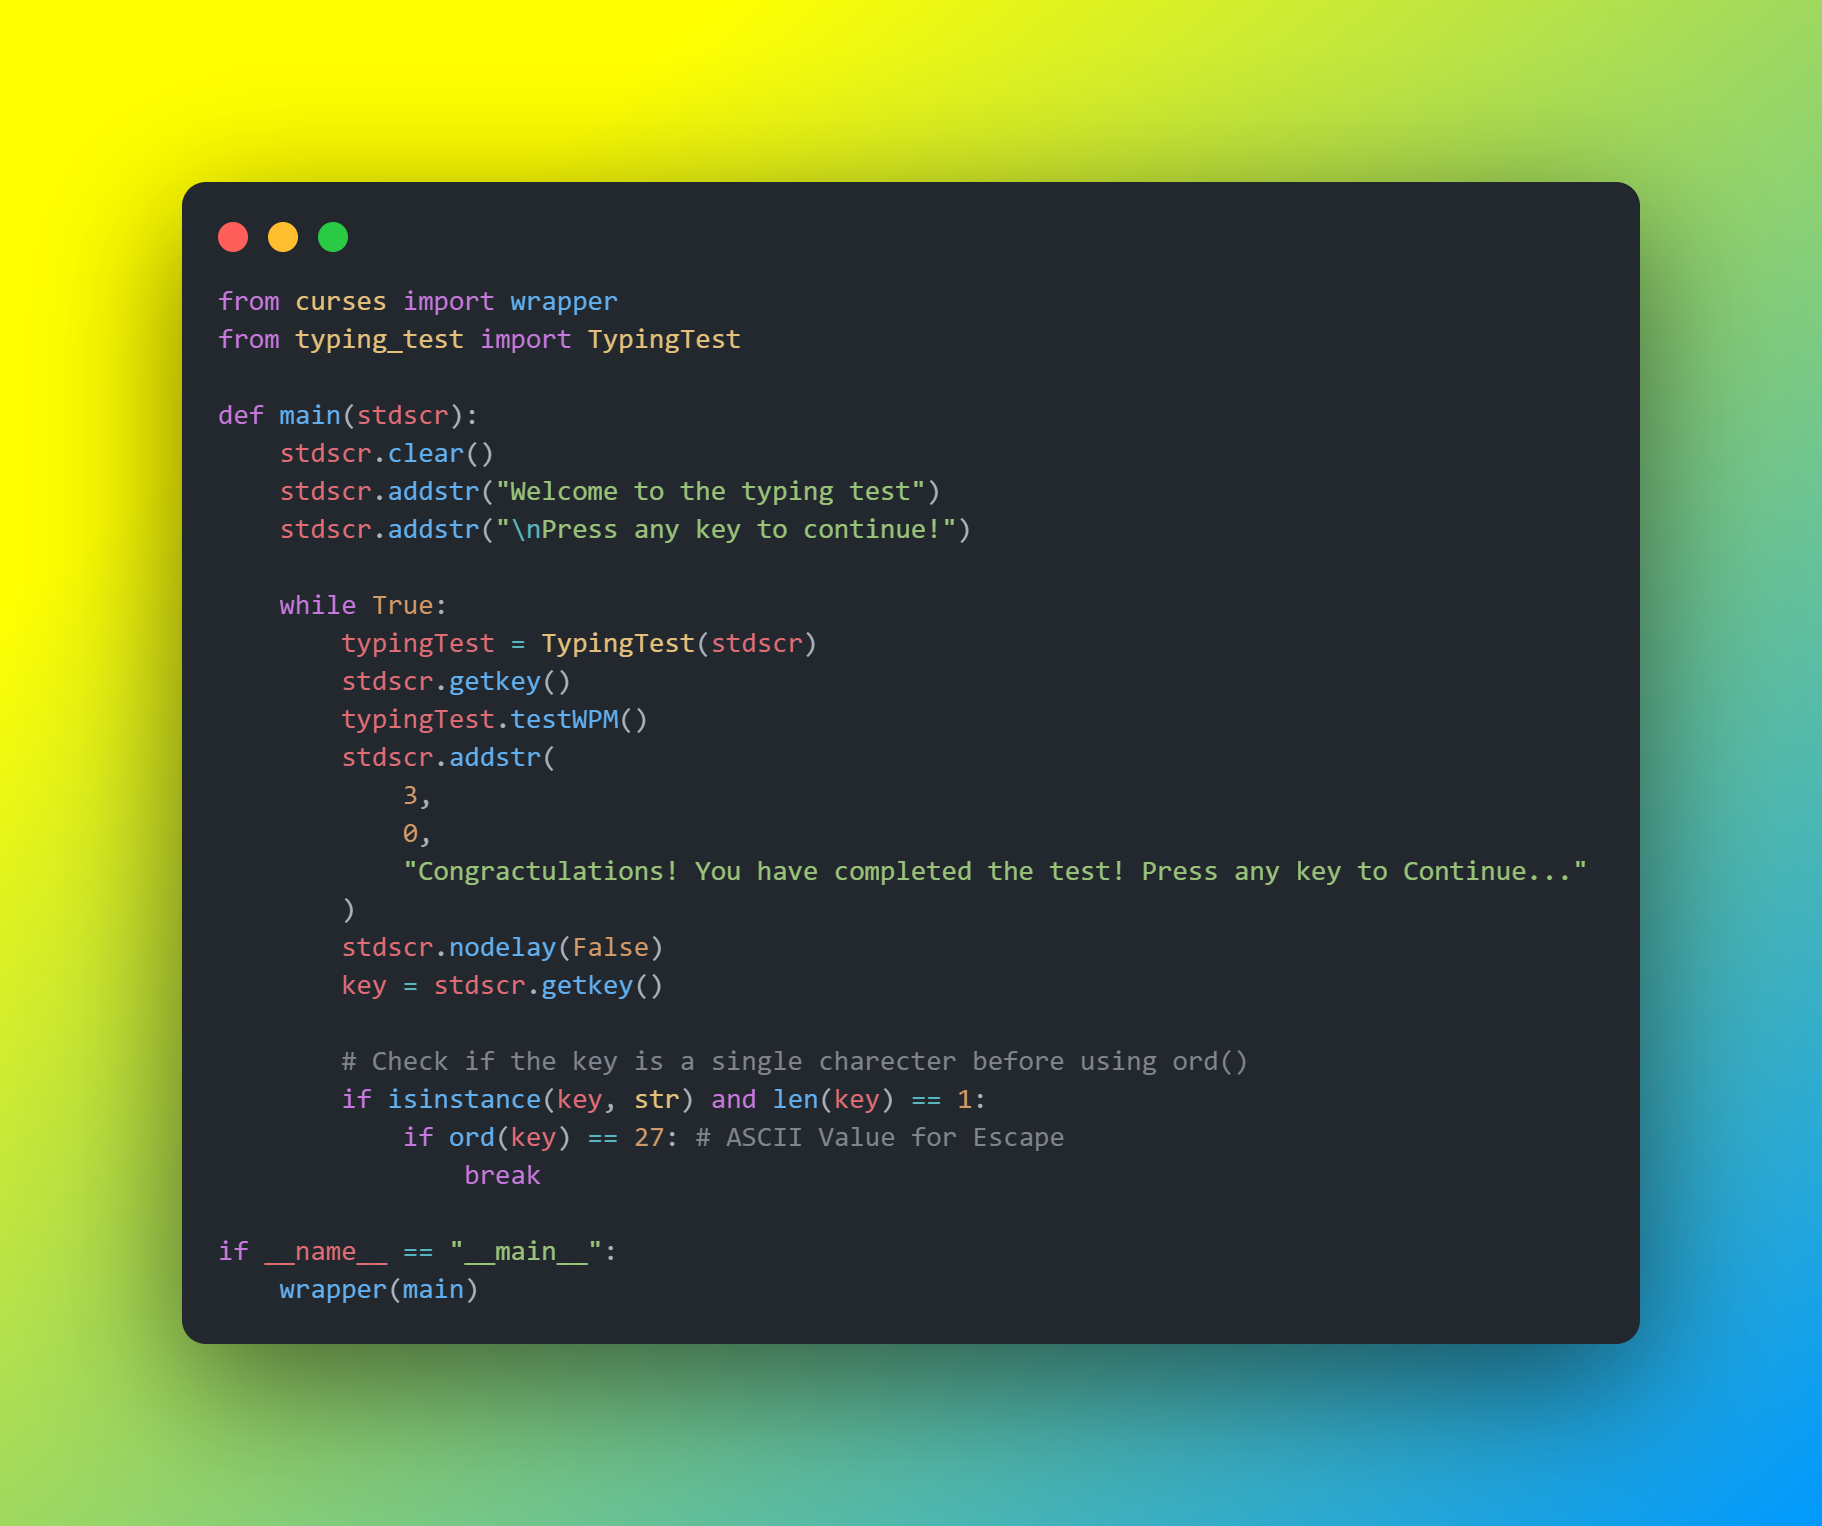 from curses import wrapper
from typing_test import TypingTest

def main(stdscr):
    stdscr.clear()
    stdscr.addstr("Welcome to the typing test")
    stdscr.addstr("\nPress any key to continue!")

    while True:
        typingTest = TypingTest(stdscr)
        stdscr.getkey()
        typingTest.testWPM()
        stdscr.addstr(
            3,
            0,
            "Congractulations! You have completed the test! Press any key to Continue..."
        )
        stdscr.nodelay(False)
        key = stdscr.getkey()

        # Check if the key is a single charecter before using ord()
        if isinstance(key, str) and len(key) == 1:
            if ord(key) == 27: # ASCII Value for Escape
                break

if __name__ == "__main__":
    wrapper(main)